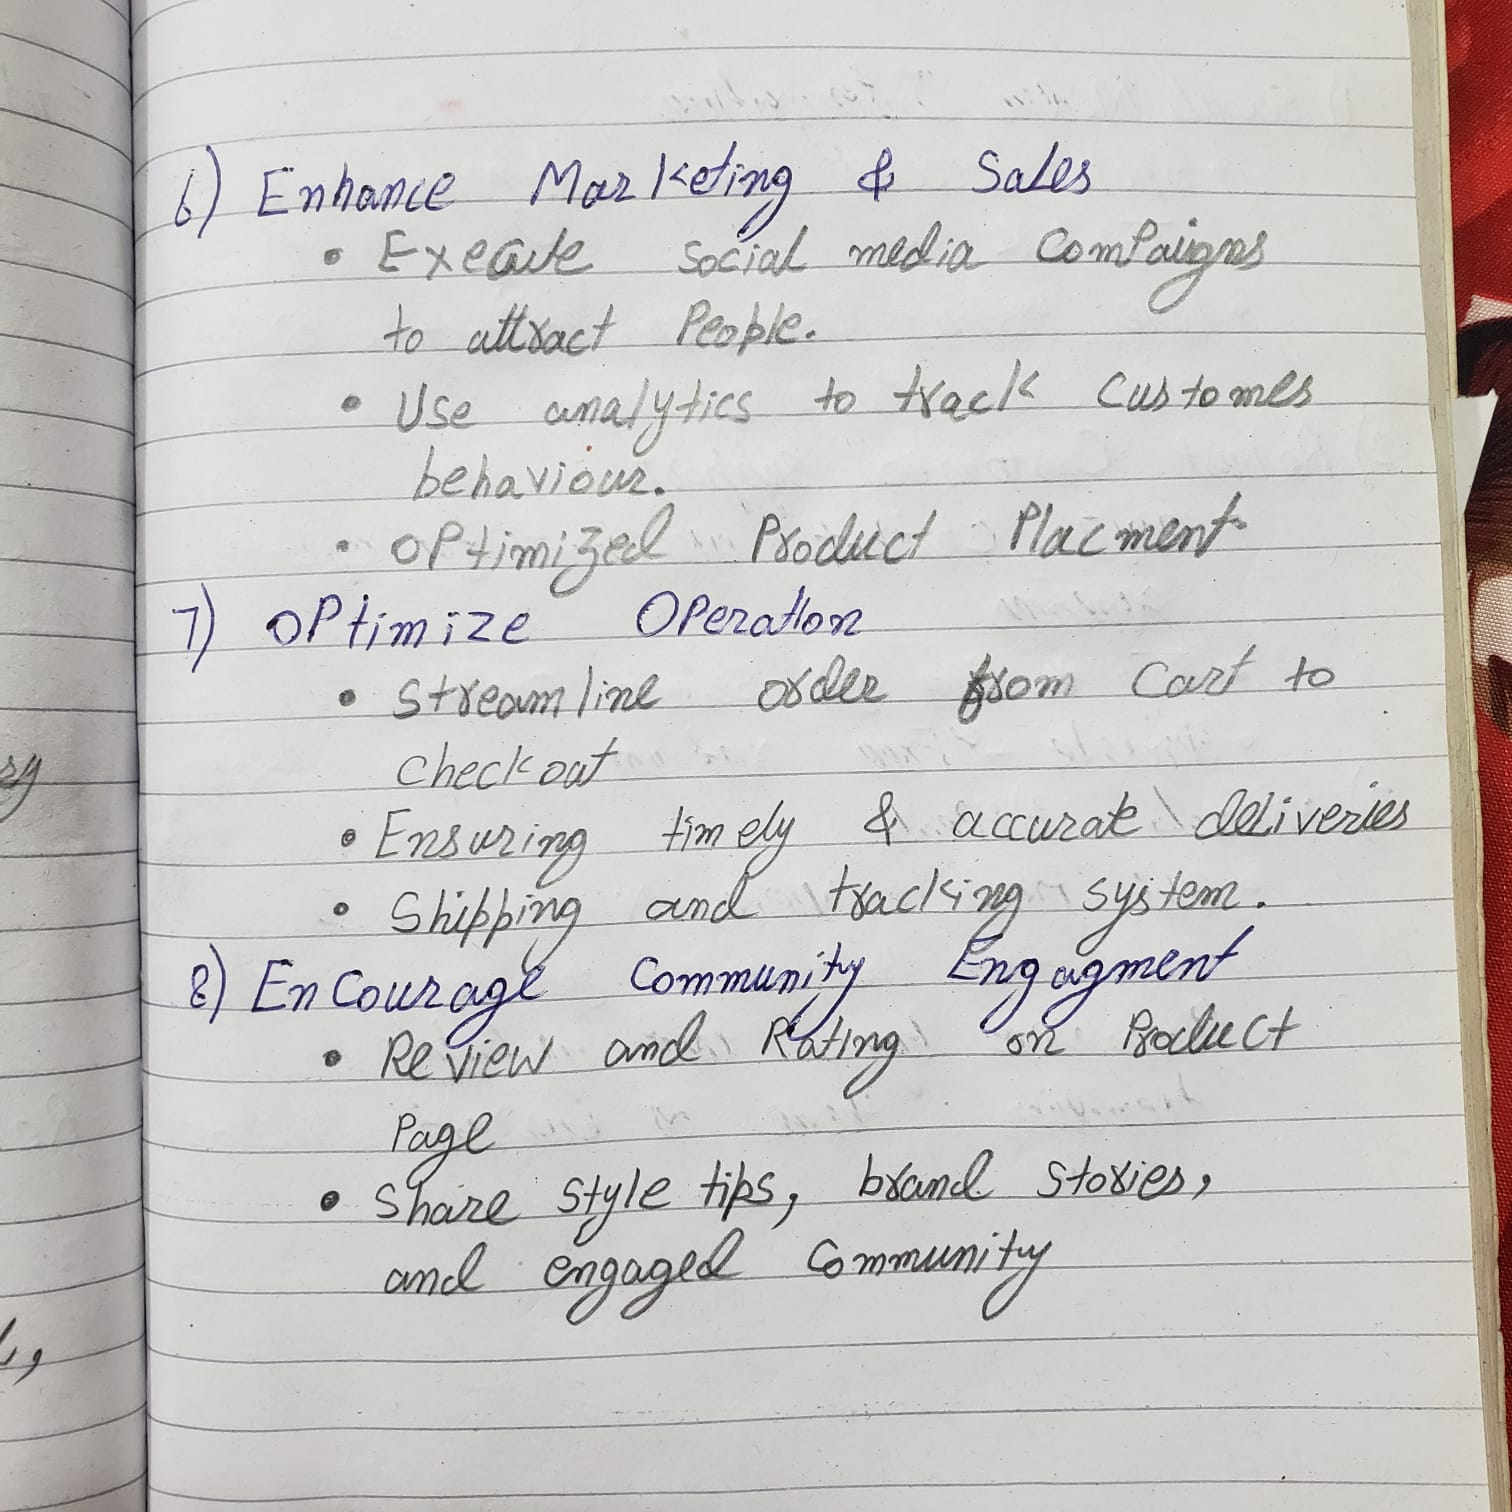 6) Enhance Marketing & Sales
• Execute social media Compaigns
to attract People.
• Use analytics to track Customer
behaviour.
• Optimized Product Placment
7) Optimize Operation
• Streamline order from Cart to
Checkout
• Ensuring timely & accurate deliveries
• Shipping and tracking system.
8) Encourage Community Engagment
• Review and Rating on Product
Page
• Share Style tips, brand stories,
and engaged Community